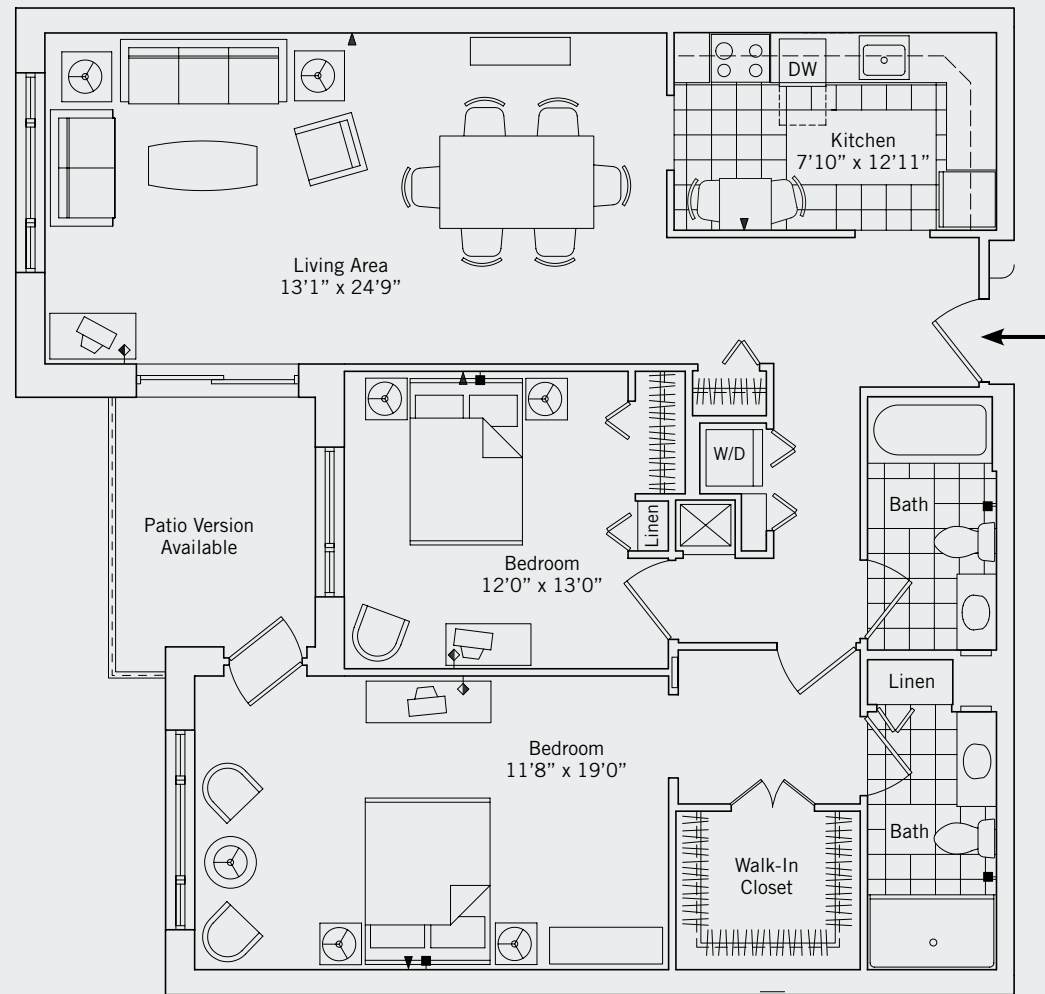 DW
Kitchen
7’10” x 12’11”
Living Area
13’1” x 24’9”
W/D
Bath
Linen
Patio Version
Available
Bedroom
12’0” x 13’0”
Linen
Bedroom
11’8” x 19’0”
Bath
Walk-In
Closet